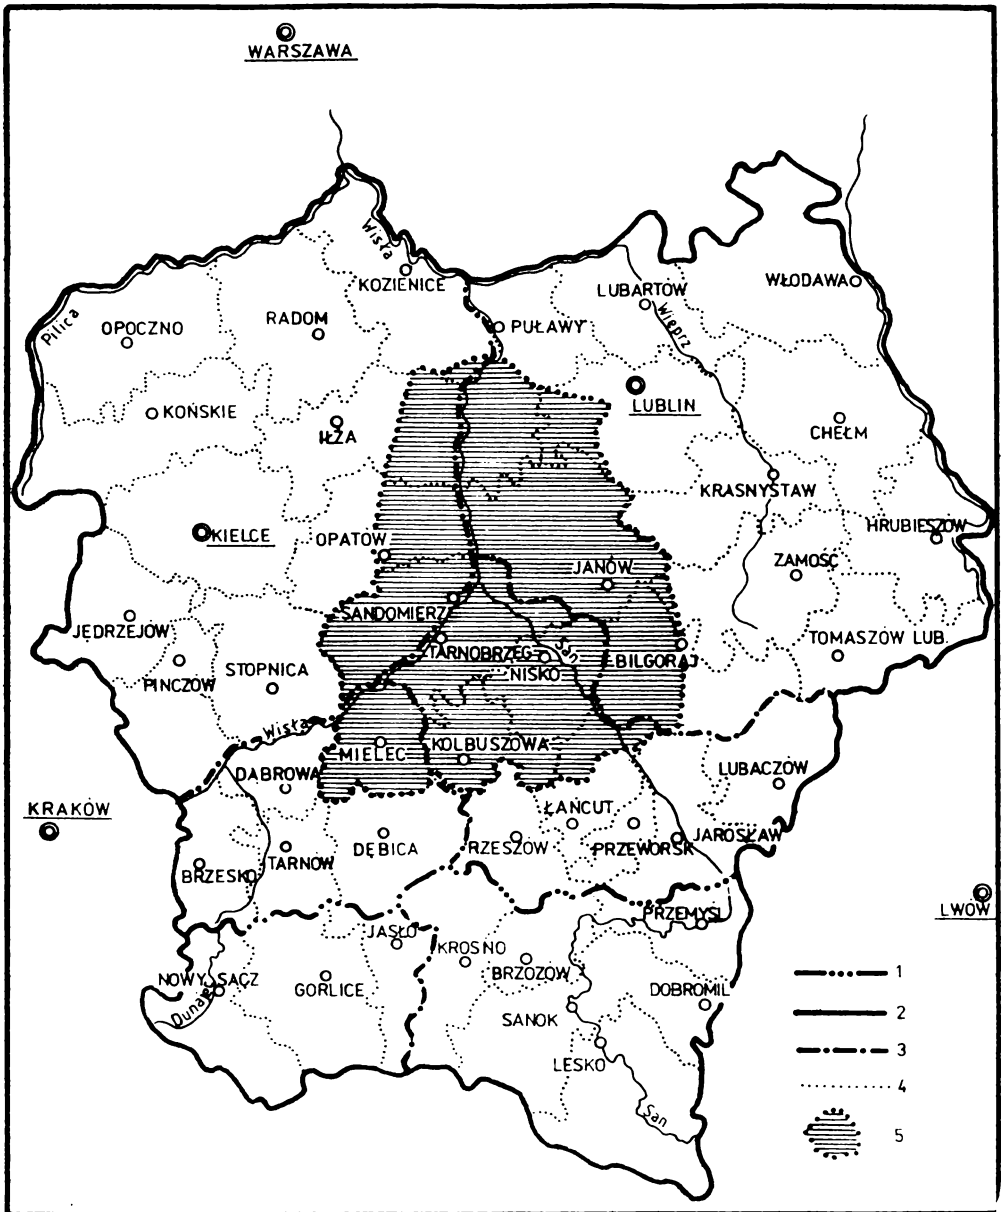 WARSZAWA
Wisła
KOZIENICE
WŁODAWA
LUBARTÓW
Pilica
OPOCZNO
RADOM
PUŁAWY
Wieprz
KOŃSKIE
LUBLIN
IŁŻA
CHEŁM
KRASNYSTAW
HRUBIESZÓW
KIELCE
OPATÓW
JANÓW
ZAMOŚĆ
SANDOMIERZ
JĘDRZEJÓW
TARNOBRZEG
San
BIŁGORAJ
TOMASZÓW LUB.
PIŃCZÓW
STOPNICA
NISKO
Wisła
MIELEC
KOLBUSZOWA
DĄBROWA
LUBACZÓW
KRAKÓW
ŁAŃCUT
JAROSŁAW
BRZESKO
TARNÓW
DĘBICA
RZESZÓW
PRZEWORSK
PRZEMYŚL
LWÓW
JASŁO
KROSNO
NOWY SĄCZ
Dunajec
GORLICE
BRZOZÓW
DOBROMIL
SANOK
LESKO
San
1
2
3
4
5